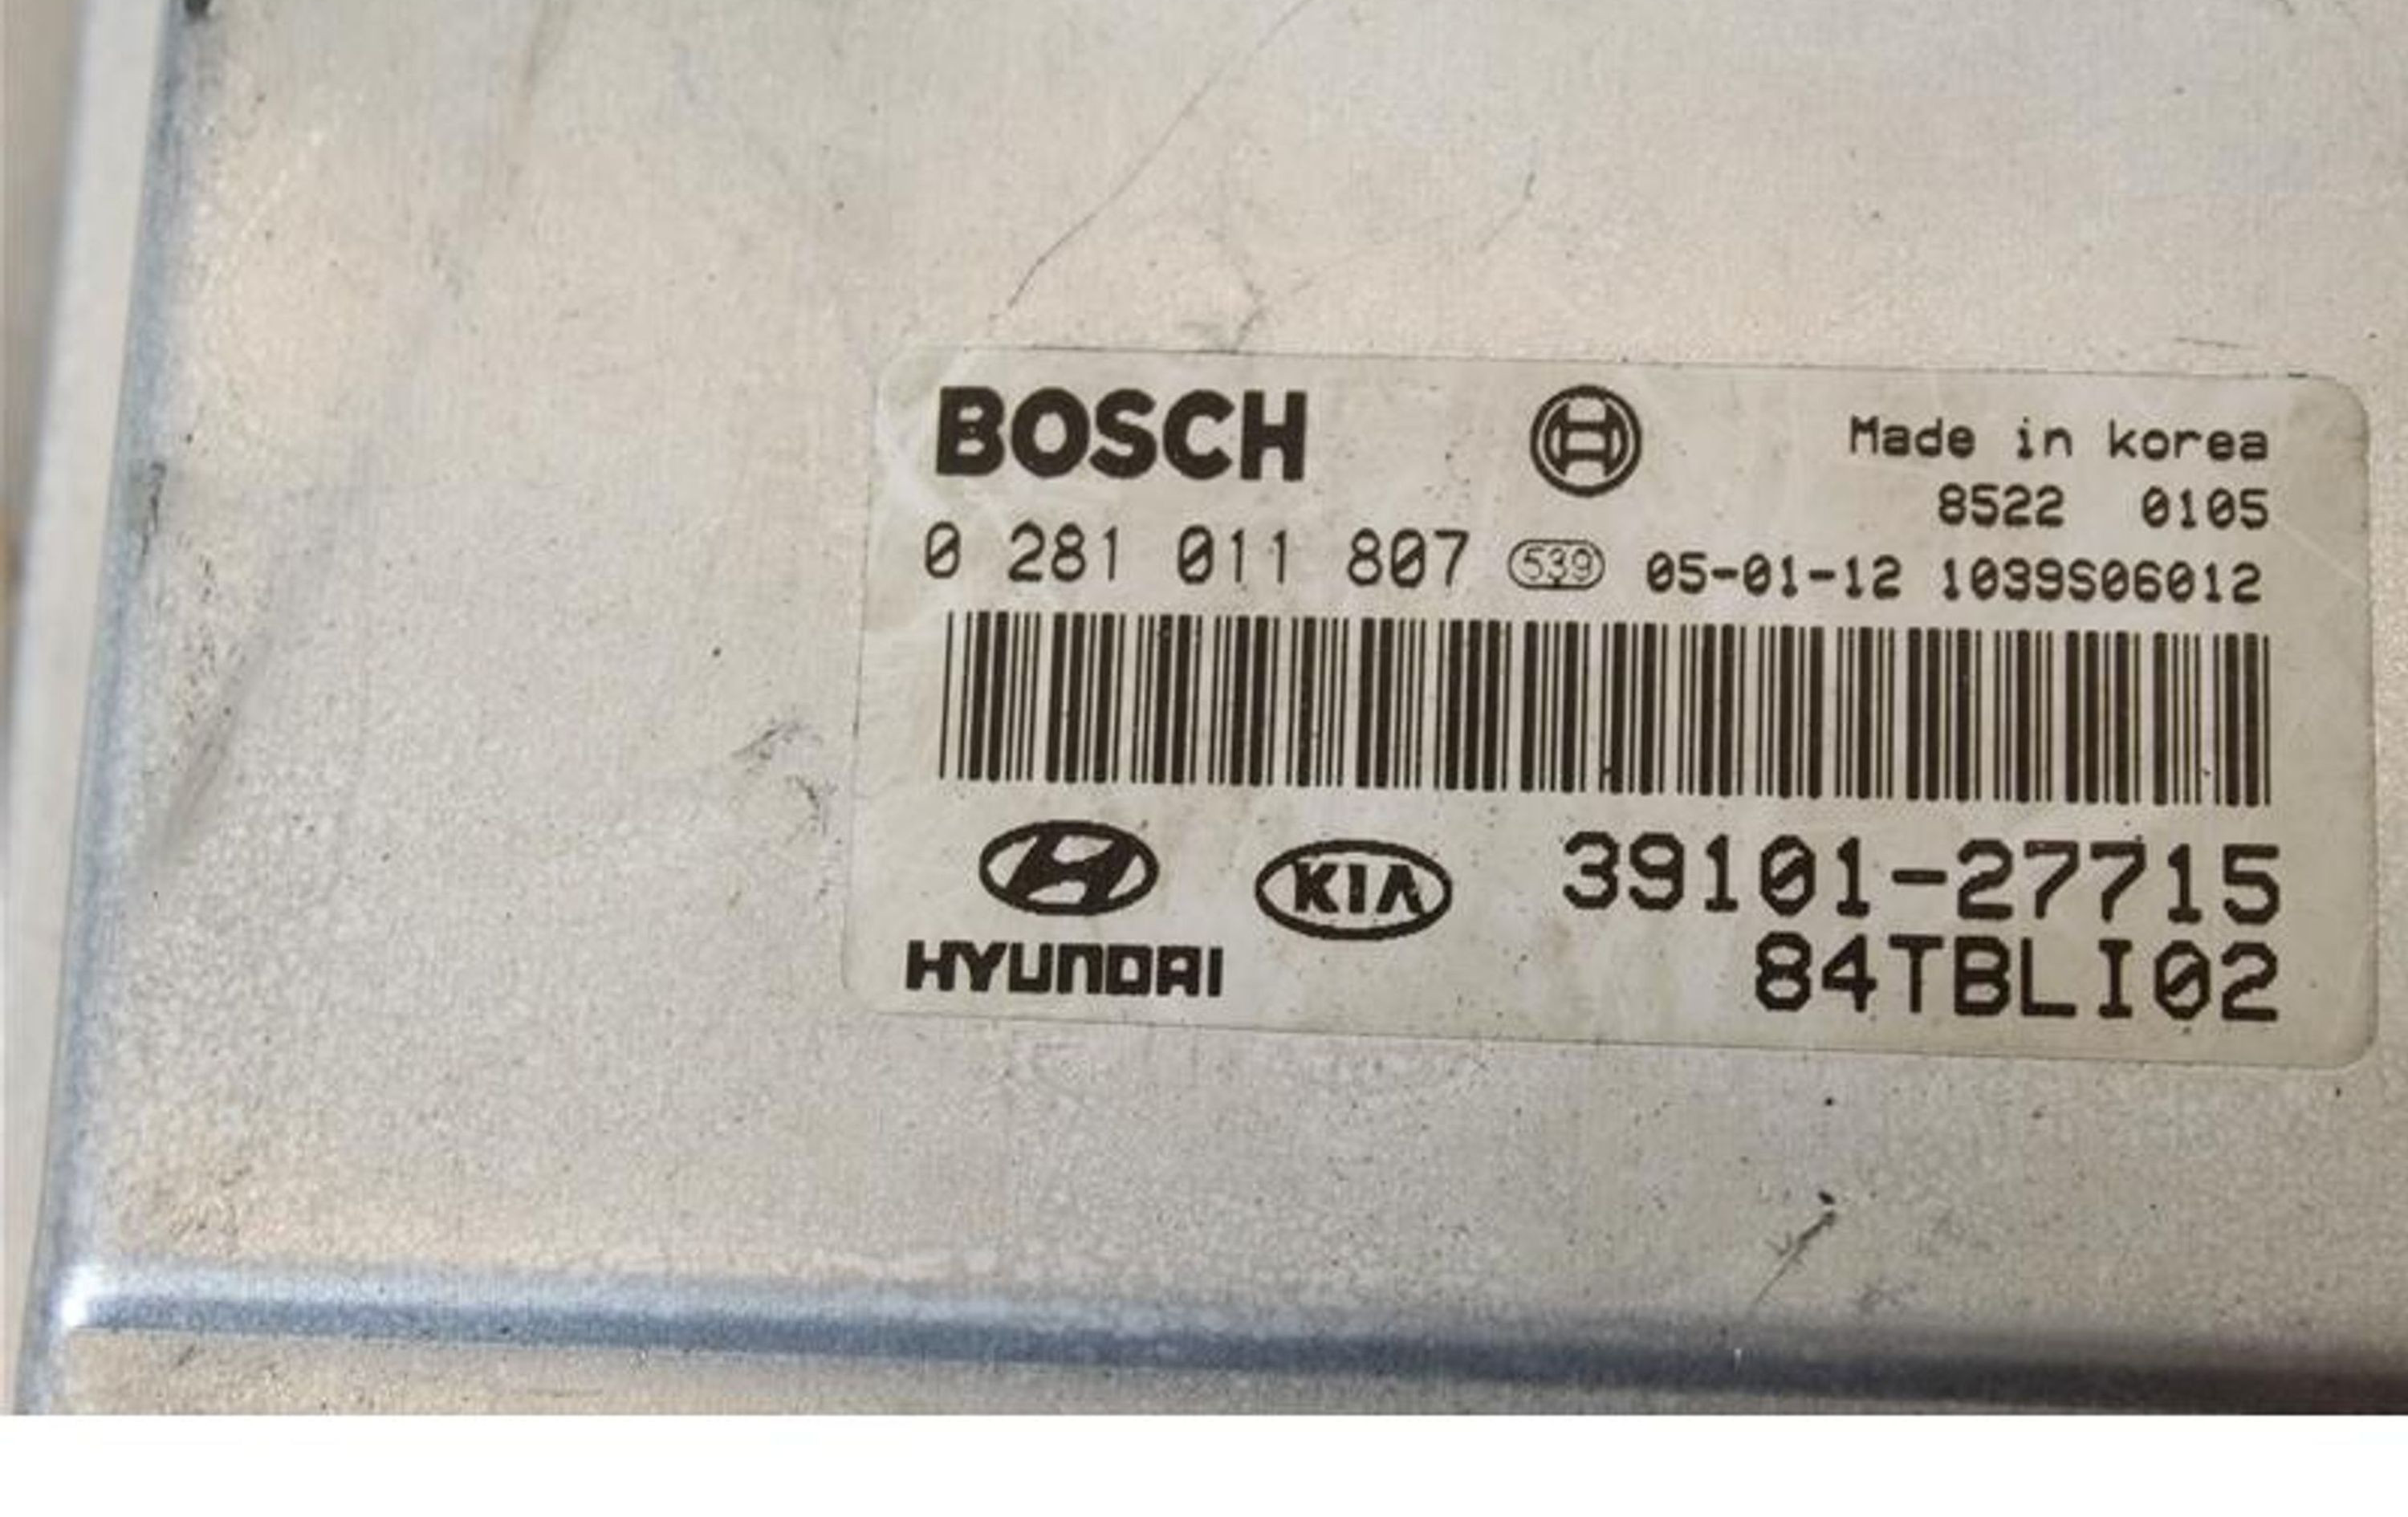 BOSCH
Made in korea
8522 0105
0 281 011 807 539 05-01-12 1039S06012
KIA 39101-27715
HYUNDAI 84TBLI02